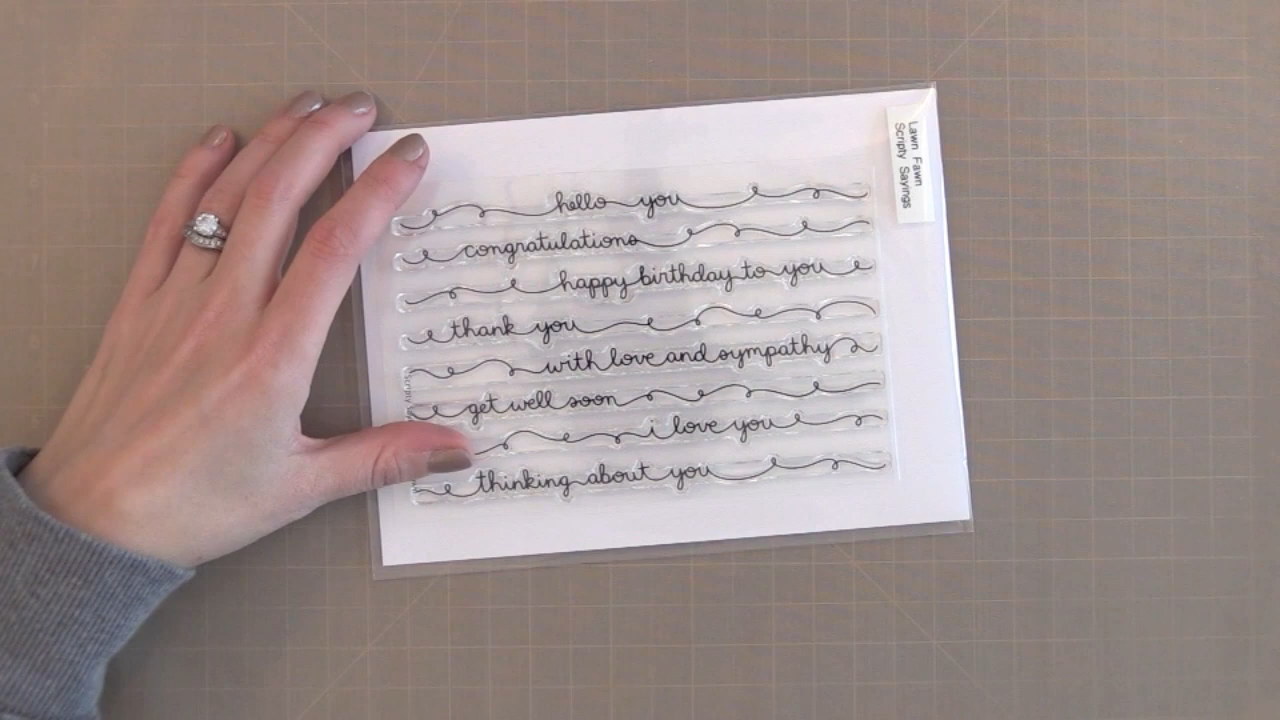 Lawn Fawn
Scripty Sayings
hello you
congratulations
happy birthday to you
thank you
with love and sympathy
get well soon
i love you
thinking about you
Scripty